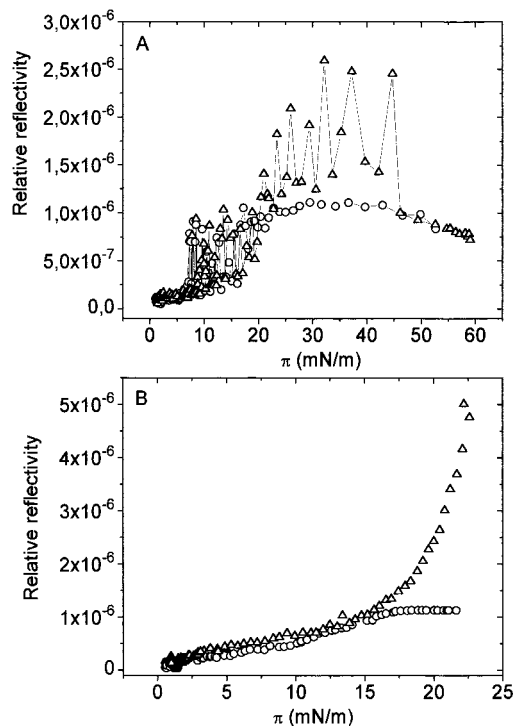 A
Relative reflectivity
3,0x10-6
2,5x10-6
2,0x10-6
1,5x10-6
1,0x10-6
5,0x10-7
0,0
0 10 20 30 40 50 60
π (mN/m)
B
Relative reflectivity
5x10-6
4x10-6
3x10-6
2x10-6
1x10-6
0
0 5 10 15 20 25
π (mN/m)